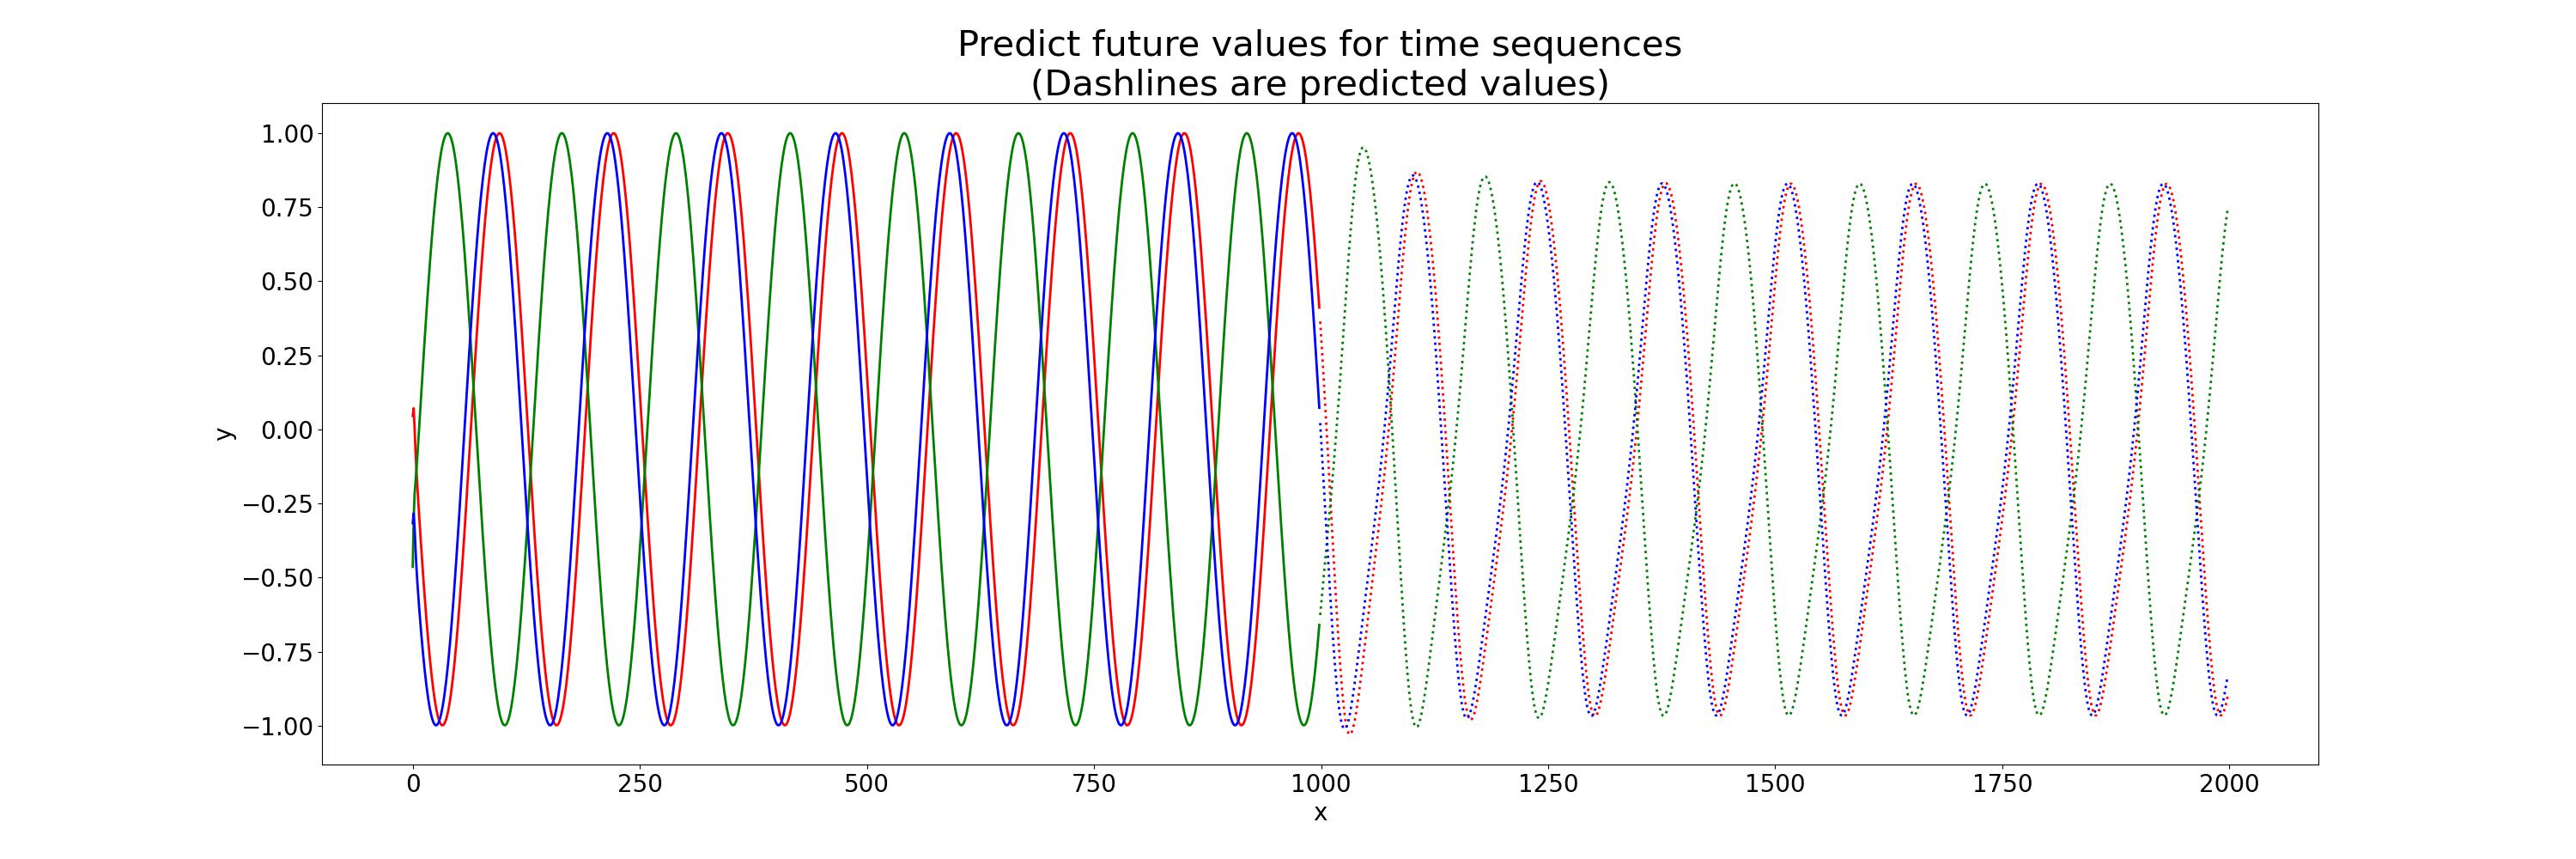 Predict future values for time sequences
(Dashlines are predicted values)
1.00
0.75
0.50
0.25
0.00
−0.25
−0.50
−0.75
−1.00
y
0 250 500 750 1000 1250 1500 1750 2000
x